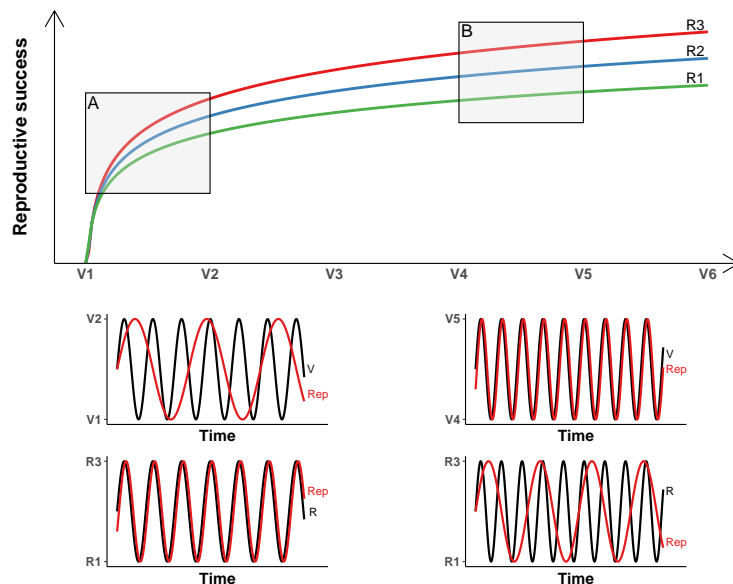 Reproductive success
A
B
R3
R2
R1
V1 V2 V3 V4 V5 V6
V2
V1
V
Rep
Time
V5
V4
V
Rep
Time
R3
R1
Rep
R
Time
R3
R1
R
Rep
Time